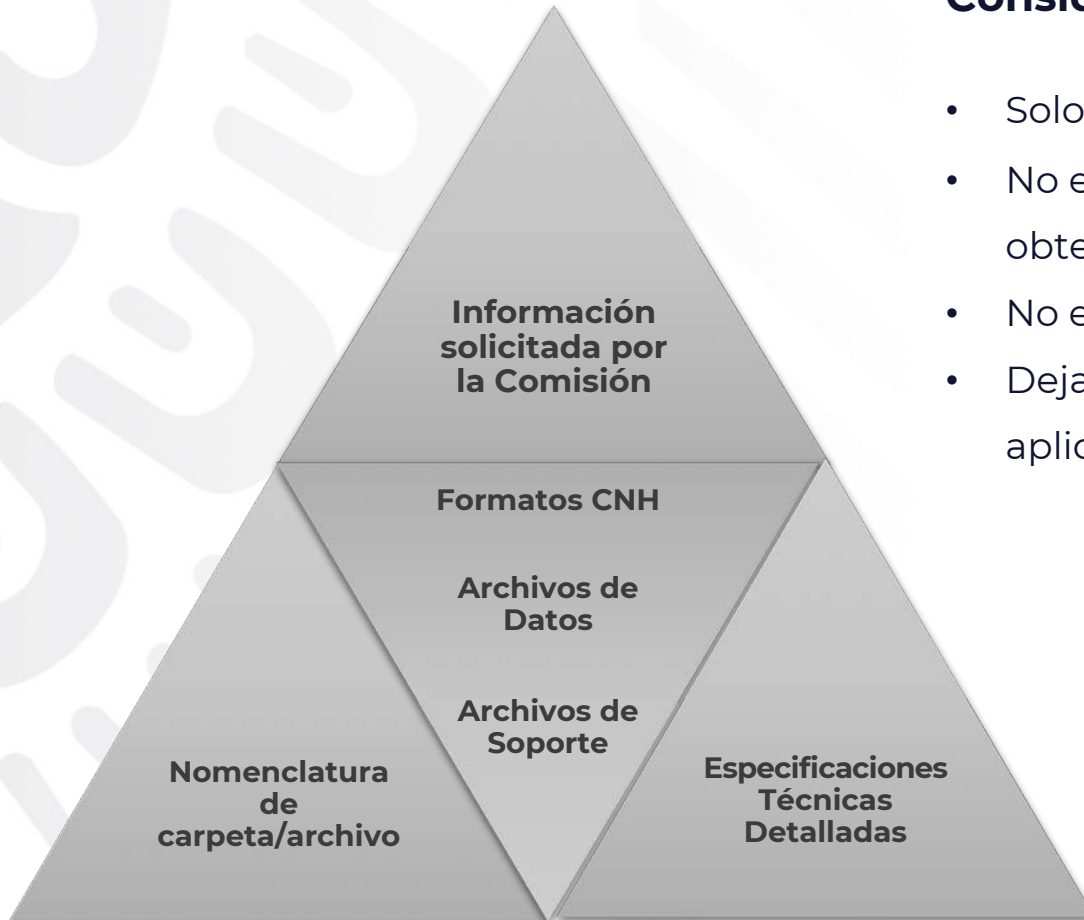 Información
solicitada por
la Comisión
Formatos CNH
Archivos de
Datos
Archivos de
Soporte
Nomenclatura
de
carpeta/archivo
Especificaciones
Técnicas
Detalladas
• Solo
• No e
obte
• No e
• Deja
aplic